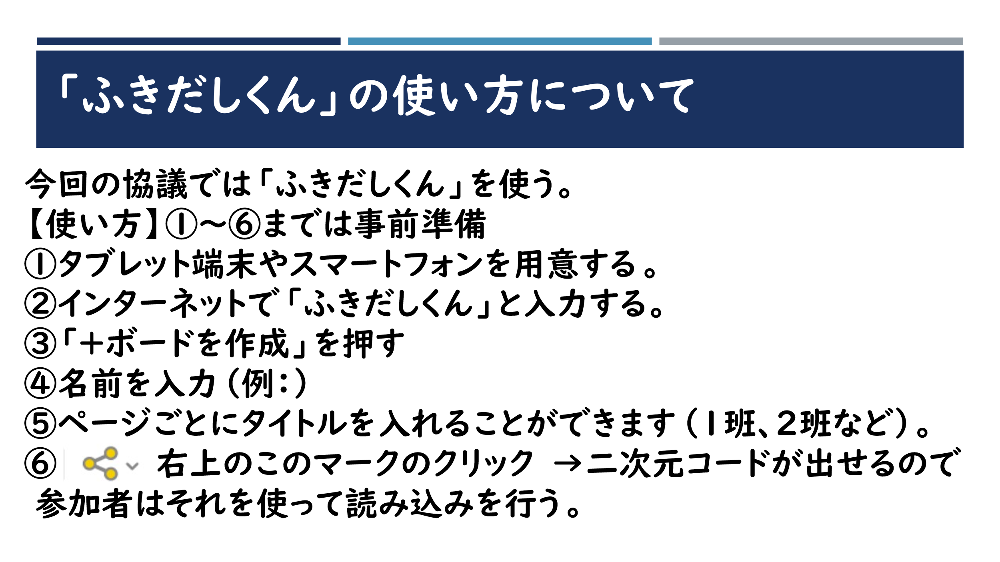 「ふきだしくん」の使い方について
今回の協議では「ふきだしくん」を使う。
【使い方】①~⑥までは事前準備
①タブレット端末やスマートフォンを用意する。
②インターネットで「ふきだしくん」と入力する。
③「+ボードを作成」を押す
④名前を入力（例：）
⑤ページごとにタイトルを入れることができます（1班、2班など）。
⑥ 右上のこのマークのクリック →二次元コードが出せるので
参加者はそれを使って読み込みを行う。